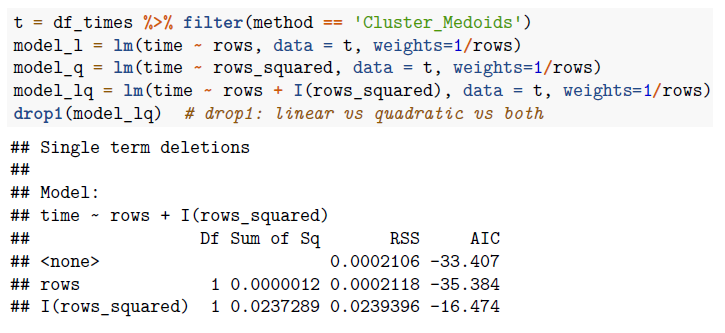 t = df_times %>% filter(method == 'Cluster_Medoids')
model_l = lm(time ~ rows, data = t, weights=1/rows)
model_q = lm(time ~ rows_squared, data = t, weights=1/rows)
model_lq = lm(time ~ rows + I(rows_squared), data = t, weights=1/rows)
drop1(model_lq)  # drop1: linear vs quadratic vs both
## Single term deletions
##
## Model:
## time ~ rows + I(rows_squared)
##                 Df Sum of Sq       RSS     AIC
## <none>                       0.0002106 -33.407
## rows             1 0.0000012 0.0002118 -35.384
## I(rows_squared)  1 0.0237289 0.0239396 -16.474